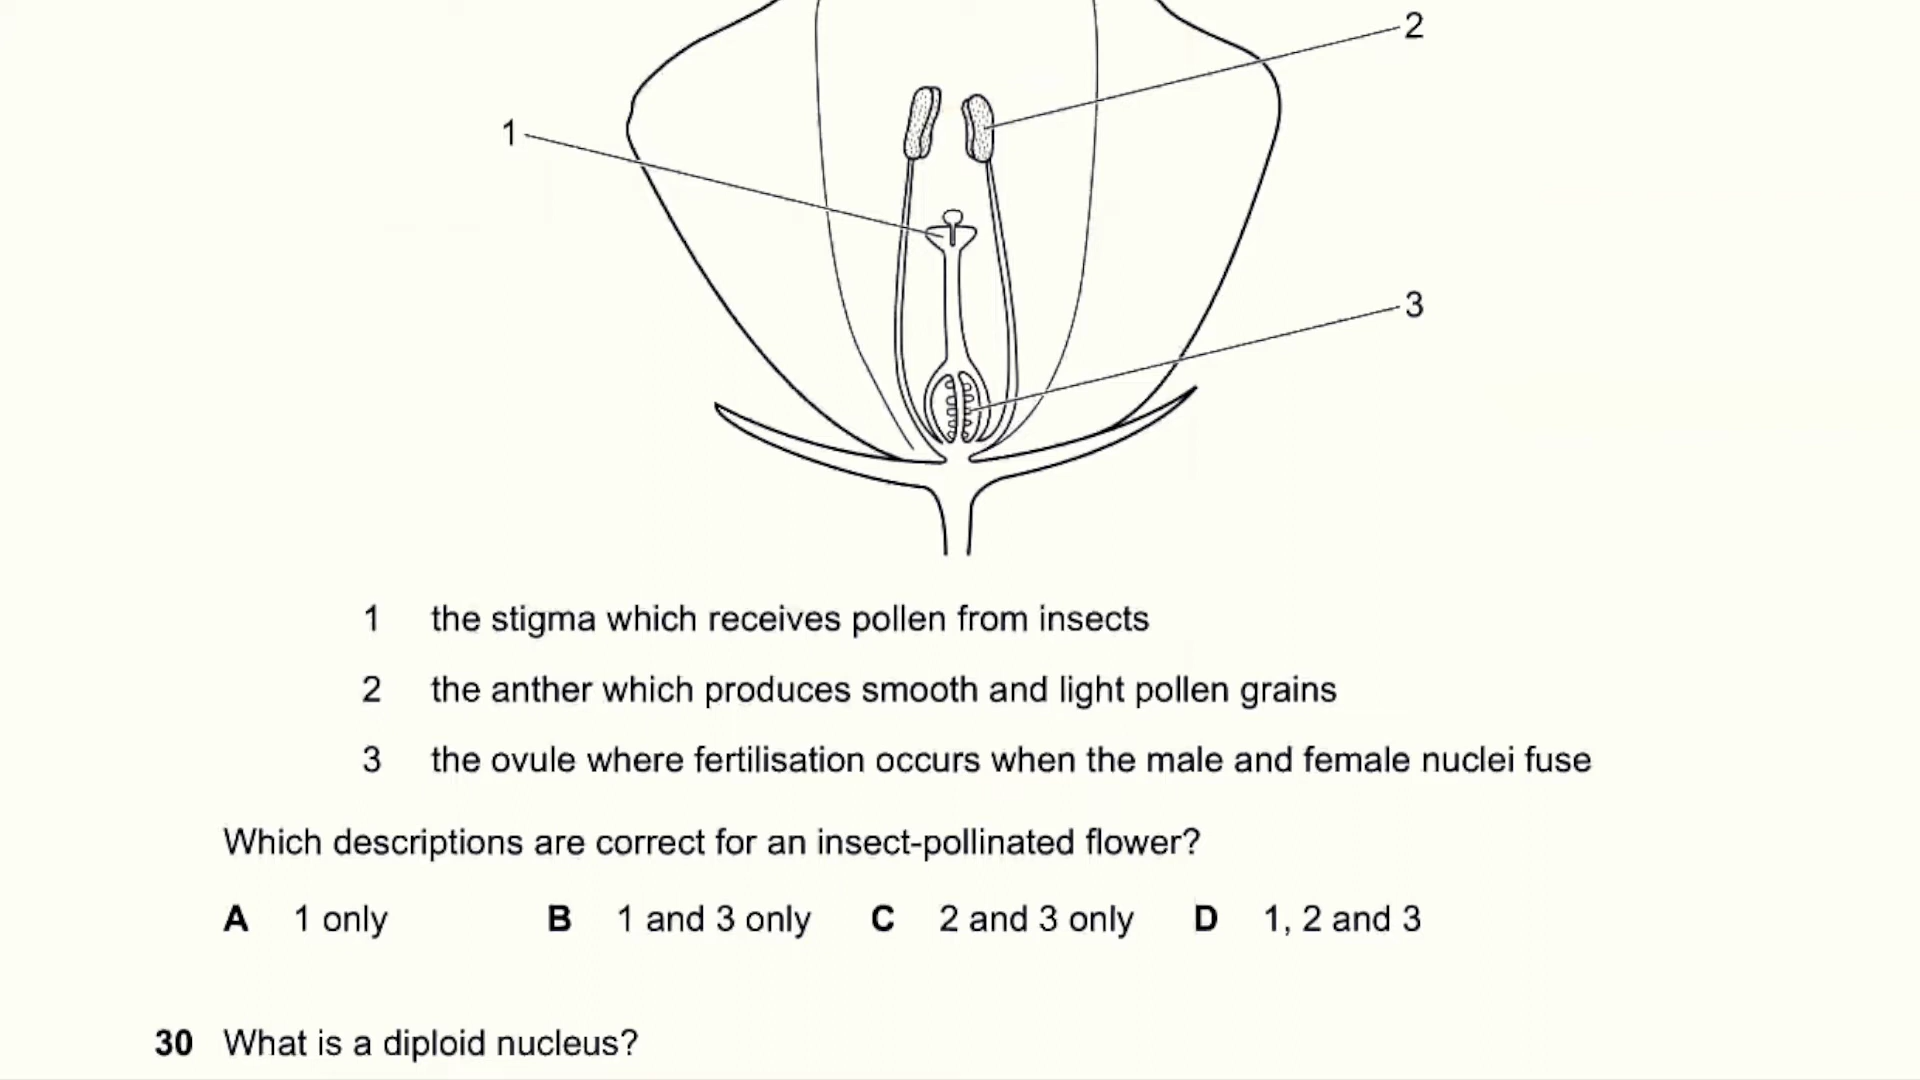 2
1
3
1 the stigma which receives pollen from insects
2 the anther which produces smooth and light pollen grains
3 the ovule where fertilisation occurs when the male and female nuclei fuse
Which descriptions are correct for an insect-pollinated flower?
A 1 only B 1 and 3 only C 2 and 3 only D 1, 2 and 3
30 What is a diploid nucleus?